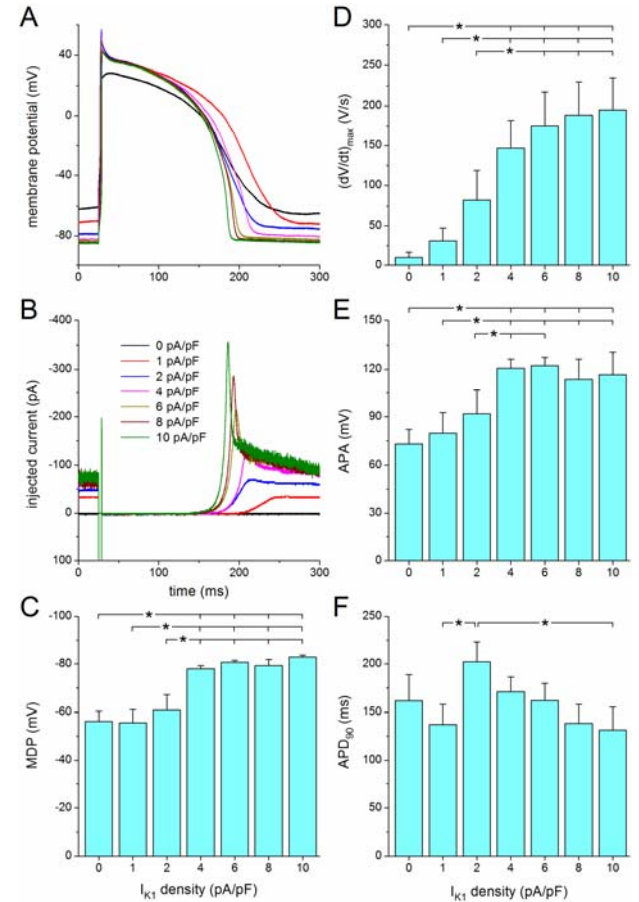 A
membrane potential (mV)
40
0
-40
-80
0
100
200
300
B
injected current (pA)
-400
-300
-200
-100
0
100
0 pA/pF
1 pA/pF
2 pA/pF
4 pA/pF
6 pA/pF
8 pA/pF
10 pA/pF
0
100
200
300
time (ms)
C
MDP (mV)
-100
-80
-60
-40
-20
0
*
*
*
0 1 2 4 6 8 10
I_K1 density (pA/pF)
D
(dV/dt)max (V/s)
250
200
150
100
50
0
*
*
*
0 1 2 4 6 8 10
E
APA (mV)
150
120
90
60
30
0
*
*
*
0 1 2 4 6 8 10
F
APD90 (ms)
250
200
150
100
50
0
* *
0 1 2 4 6 8 10
I_K1 density (pA/pF)